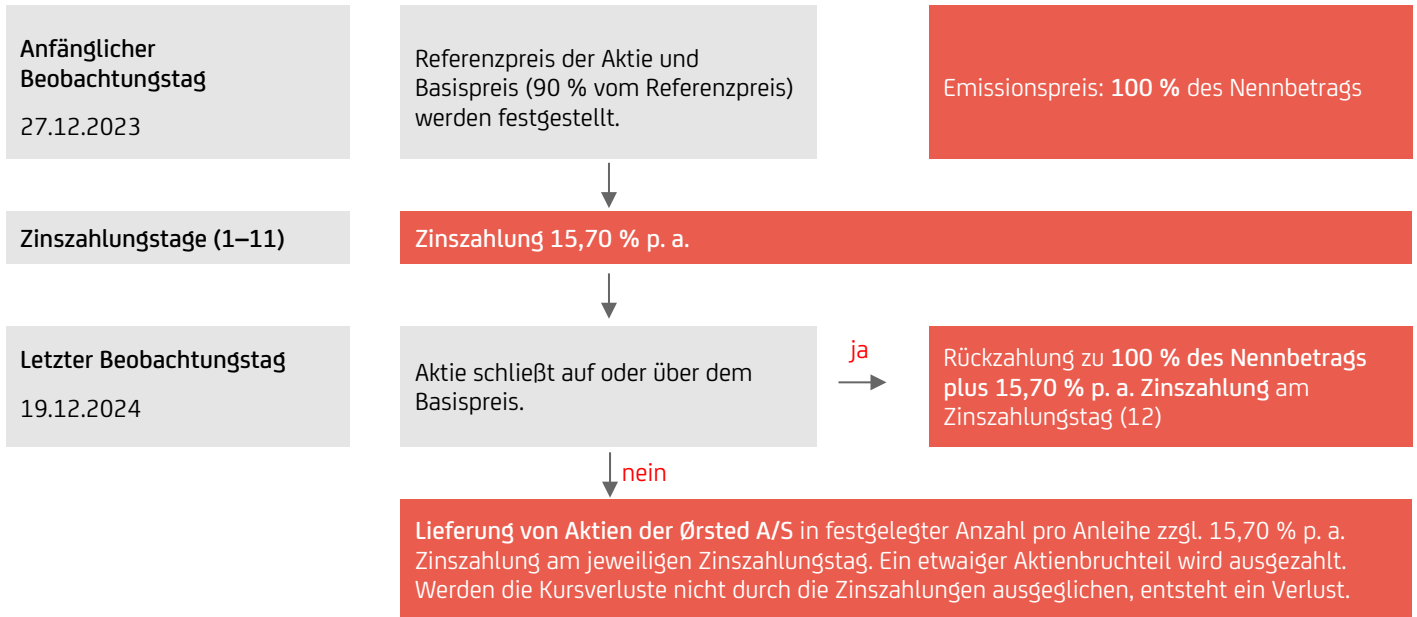 Anfänglicher
Beobachtungstag
27.12.2023
Referenzpreis der Aktie und
Basispreis (90 % vom Referenzpreis)
werden festgestellt.
Emissionspreis: 100 % des Nennbetrags
Zinszahlungstage (1–11)
Zinszahlung 15,70 % p. a.
Letzter Beobachtungstag
19.12.2024
Aktie schließt auf oder über dem
Basispreis.
ja
Rückzahlung zu 100 % des Nennbetrags
plus 15,70 % p. a. Zinszahlung am
Zinszahlungstag (12)
nein
Lieferung von Aktien der Ørsted A/S in festgelegter Anzahl pro Anleihe zzgl. 15,70 % p. a.
Zinszahlung am jeweiligen Zinszahlungstag. Ein etwaiger Aktienbruchteil wird ausgezahlt.
Werden die Kursverluste nicht durch die Zinszahlungen ausgeglichen, entsteht ein Verlust.